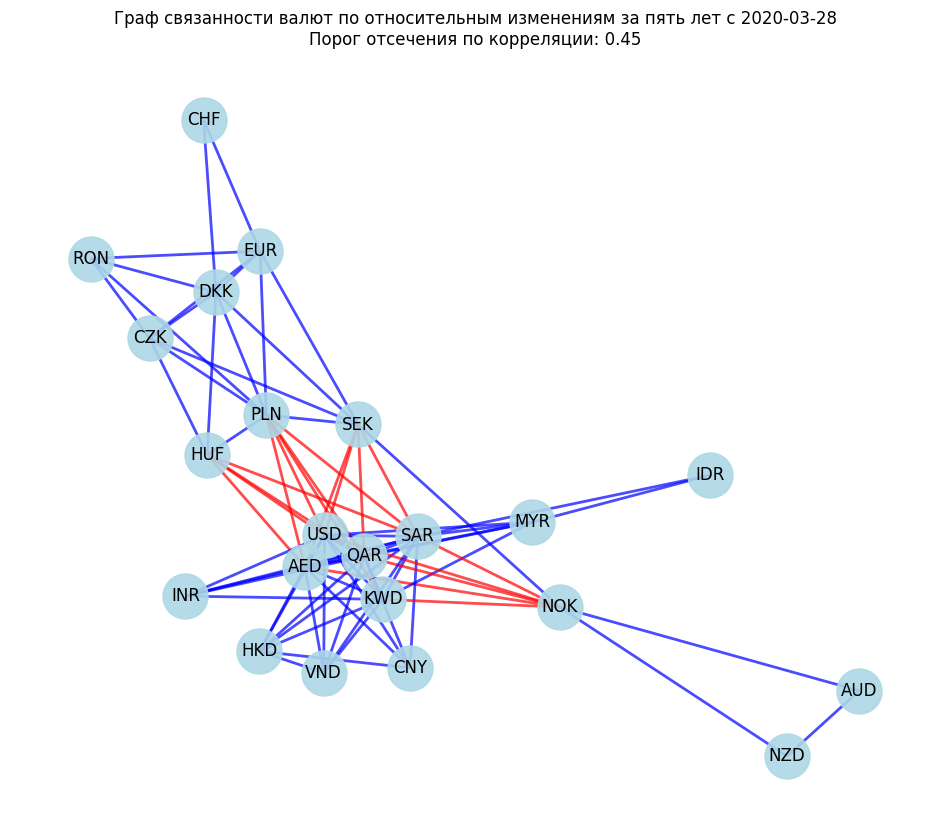 Граф связанности валют по относительным изменениям за пять лет с 2020-03-28
Порог отсечения по корреляции: 0.45
CHF
EUR
RON
DKK
CZK
PLN
SEK
HUF
IDR
MYR
USD
SAR
QAR
AED
INR
KWD
NOK
HKD
CNY
VND
AUD
NZD